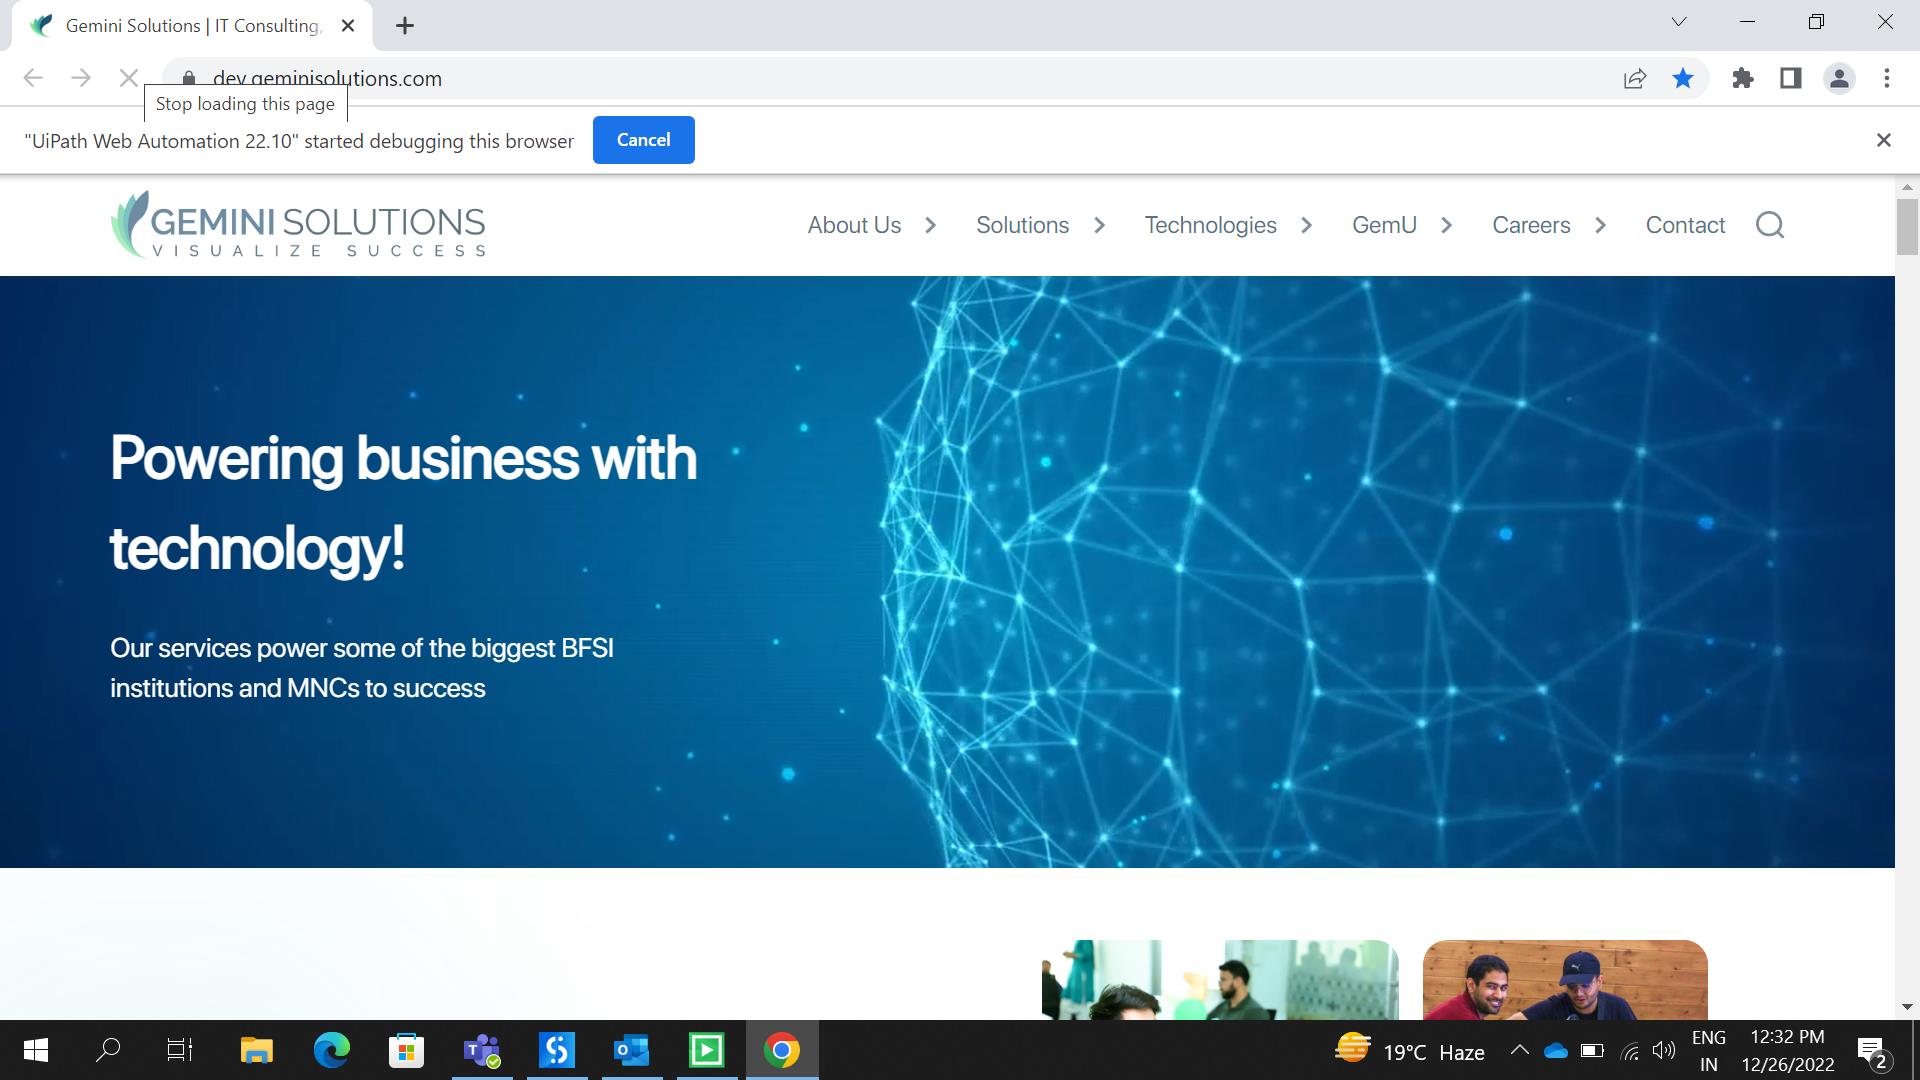 Gemini Solutions | IT Consulting,
dev.geminisolutions.com
Stop loading this page
"UiPath Web Automation 22.10" started debugging this browser
Cancel
GEMINI SOLUTIONS
VISUALIZE SUCCESS
About Us
Solutions
Technologies
GemU
Careers
Contact
Powering business with
technology!
Our services power some of the biggest BFSI
institutions and MNCs to success
19°C Haze
ENG
IN
12:32 PM
12/26/2022
2